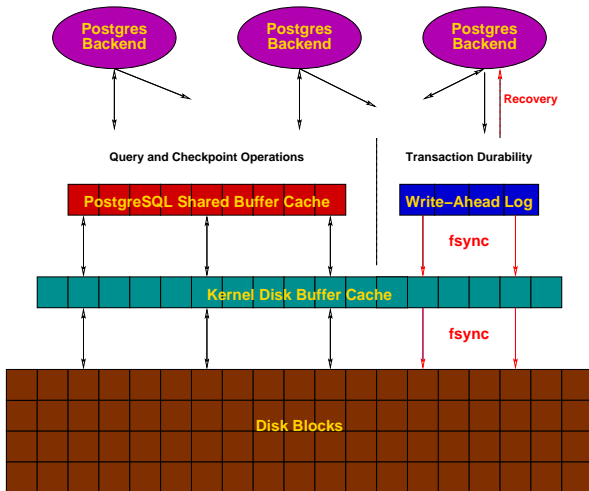 Postgres
Backend
Postgres
Backend
Postgres
Backend
Recovery
Query and Checkpoint Operations
Transaction Durability
PostgreSQL Shared Buffer Cache
Write−Ahead Log
fsync
Kernel Disk Buffer Cache
fsync
Disk Blocks